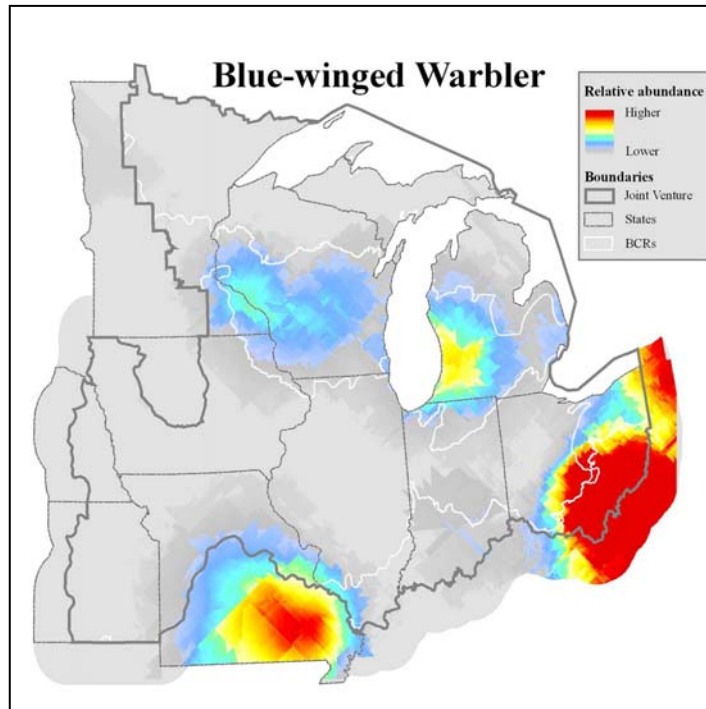 Blue-winged Warbler
Relative abundance
Higher
Lower
Boundaries
Joint Venture
States
BCRs